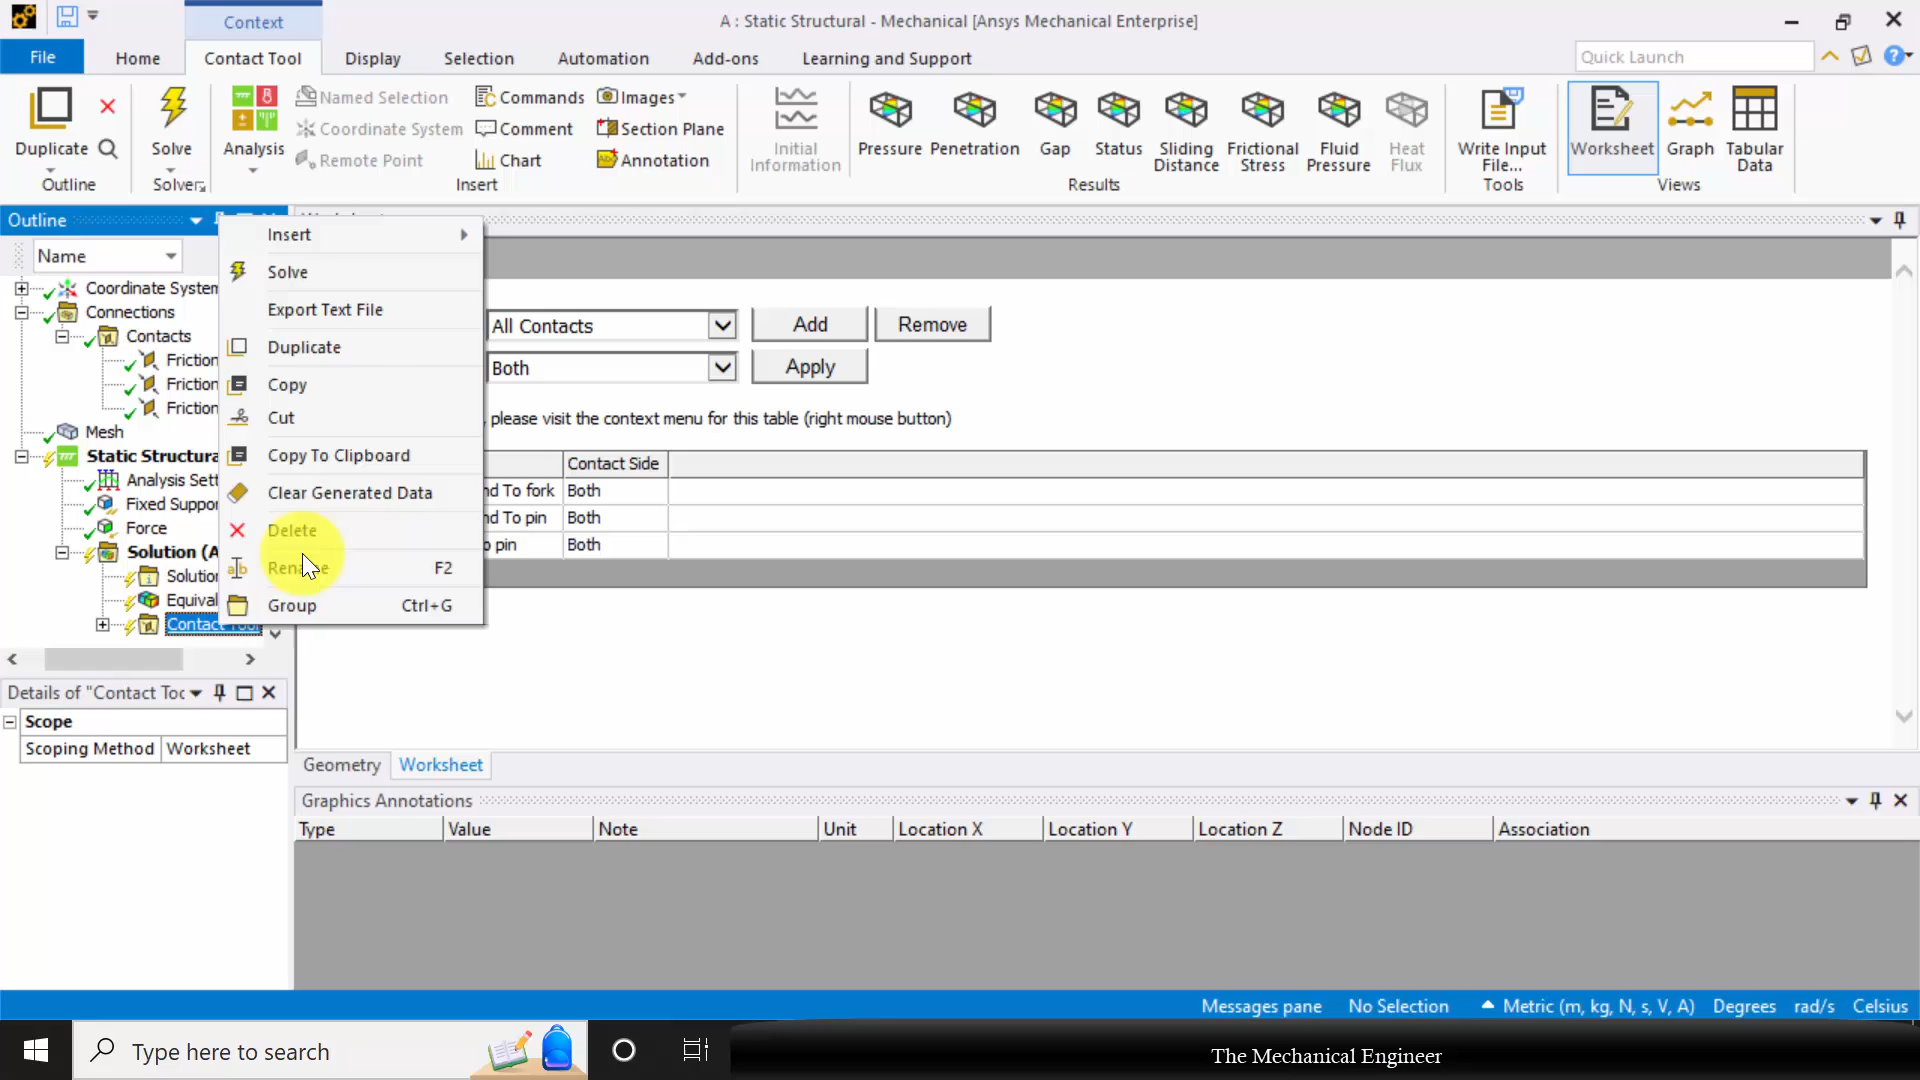 Context
A : Static Structural - Mechanical [Ansys Mechanical Enterprise]
File
Home
Contact Tool
Display
Selection
Automation
Add-ons
Learning and Support
Quick Launch
Duplicate
Outline
Solve
Solver
Analysis
Named Selection
Coordinate System
Remote Point
Commands
Comment
Chart
Images
Section Plane
Annotation
Insert
Initial Information
Pressure
Penetration
Gap
Status
Sliding Distance
Frictional Stress
Fluid Pressure
Heat Flux
Results
Write Input File...
Tools
Worksheet
Graph
Tabular Data
Views
Outline
Name
Coordinate System
Connections
Contacts
Friction
Friction
Friction
Mesh
Static Structura
Analysis Sett
Fixed Suppor
Force
Solution (A
Solution
Equival
Contact Tool
Insert
Solve
Export Text File
Duplicate
Copy
Cut
Copy To Clipboard
Clear Generated Data
Delete
Rename F2
Group Ctrl+G
All Contacts
Add
Remove
Both
Apply
, please visit the context menu for this table (right mouse button)
Contact Side
nd To fork Both
nd To pin Both
o pin Both
Details of "Contact Too
Scope
Scoping Method Worksheet
Geometry
Worksheet
Graphics Annotations
Type Value Note Unit Location X Location Y Location Z Node ID Association
Messages pane
No Selection
Metric (m, kg, N, s, V, A)
Degrees
rad/s
Celsius
Type here to search
The Mechanical Engineer